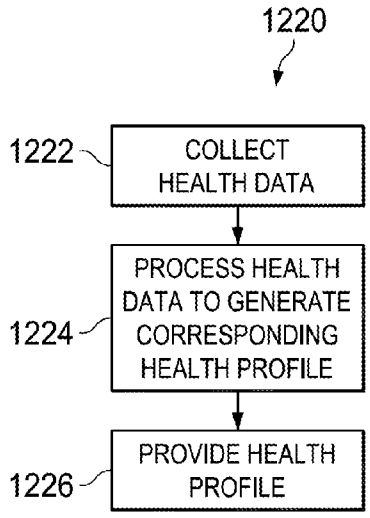 1220
1222
COLLECT
HEALTH DATA
1224
PROCESS HEALTH
DATA TO GENERATE
CORRESPONDING
HEALTH PROFILE
1226
PROVIDE HEALTH
PROFILE